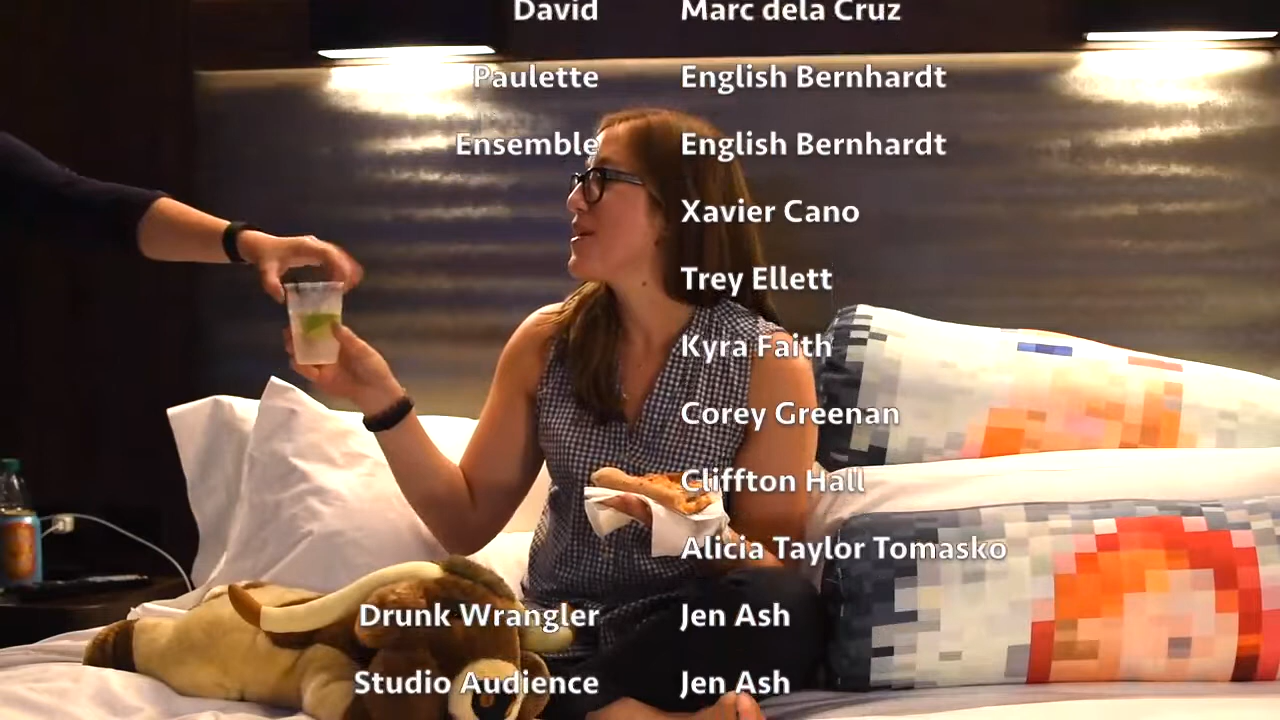 David Marc dela Cruz
Paulette English Bernhardt
Ensemble English Bernhardt
Xavier Cano
Trey Ellett
Kyra Faith
Corey Greenan
Cliffton Hall
Alicia Taylor Tomasko
Drunk Wrangler Jen Ash
Studio Audience Jen Ash